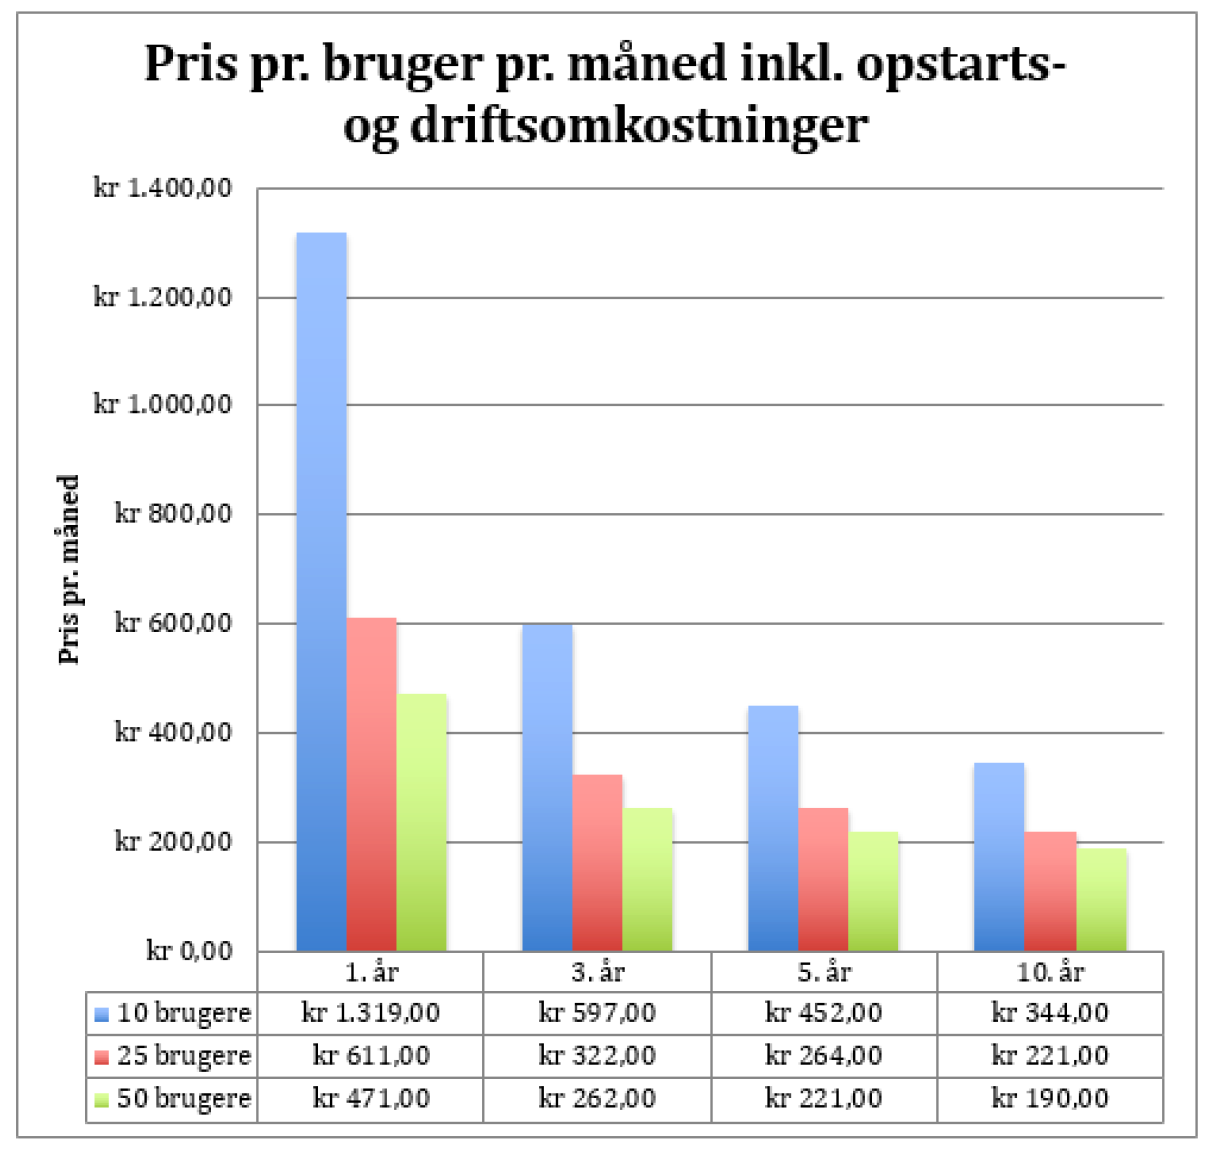 Pris pr. bruger pr. måned inkl. opstarts-
og driftsomkostninger
kr 1.400,00
kr 1.200,00
kr 1.000,00
kr 800,00
kr 600,00
kr 400,00
kr 200,00
kr 0,00
Pris pr. måned
1. år 3. år 5. år 10. år
10 brugere kr 1.319,00 kr 597,00 kr 452,00 kr 344,00
25 brugere kr 611,00 kr 322,00 kr 264,00 kr 221,00
50 brugere kr 471,00 kr 262,00 kr 221,00 kr 190,00